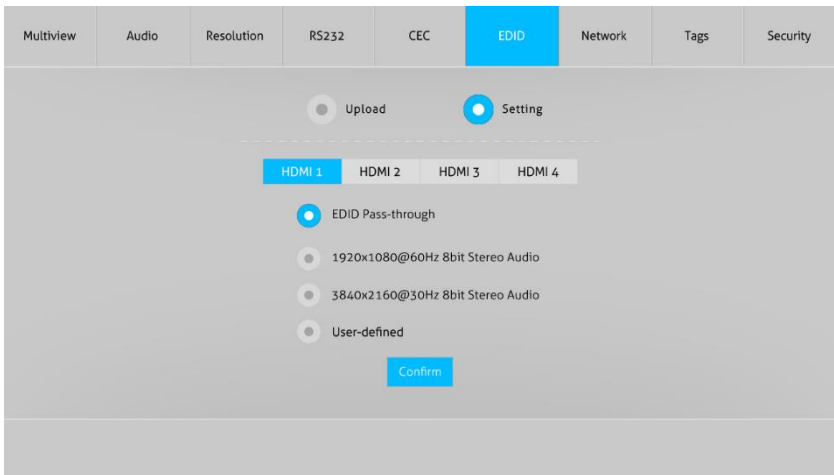 Multiview Audio Resolution RS232 CEC EDID Network Tags Security
Upload Setting
HDMI 1 HDMI 2 HDMI 3 HDMI 4
EDID Pass-through
1920x1080@60Hz 8bit Stereo Audio
3840x2160@30Hz 8bit Stereo Audio
User-defined
Confirm